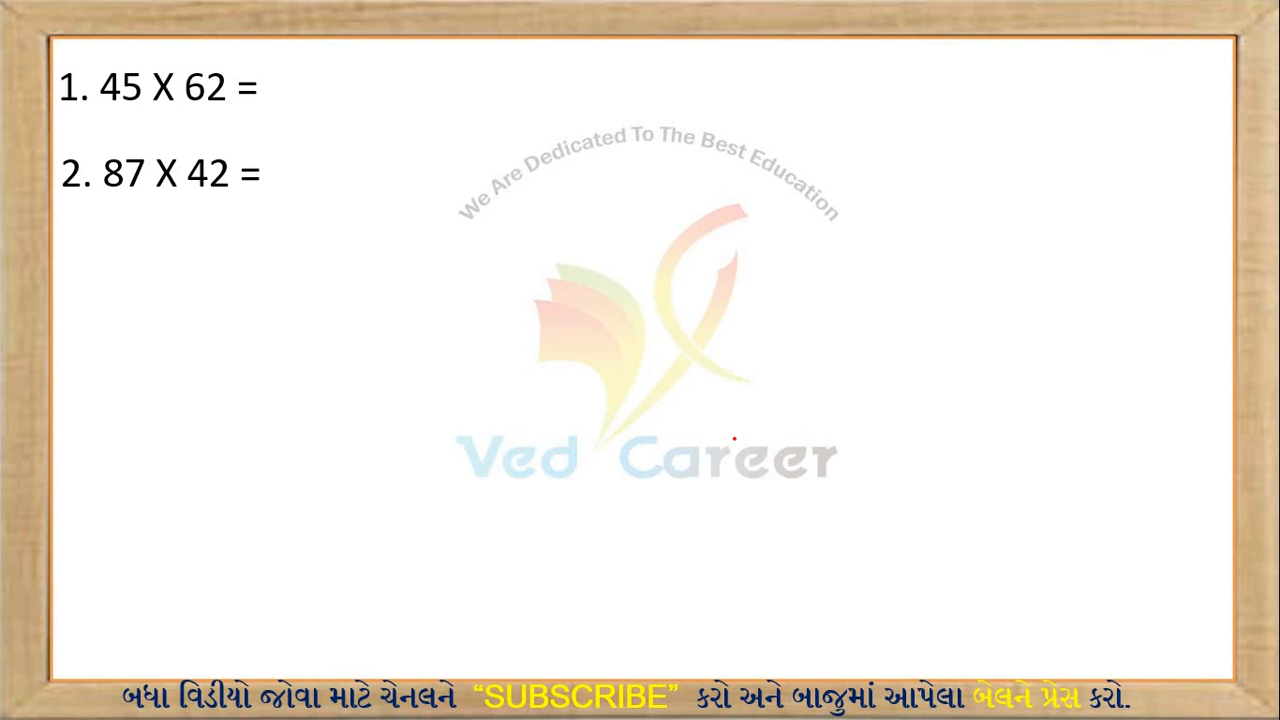 1. 45 X 62 =
We Are Dedicated To The Best Education
2. 87 X 42 =
Ved Career
બધા વિડીયો જોવા માટે ચેનલને "SUBSCRIBE" કરો અને બાજુમાં આપેલા બેલને પ્રેસ કરો.